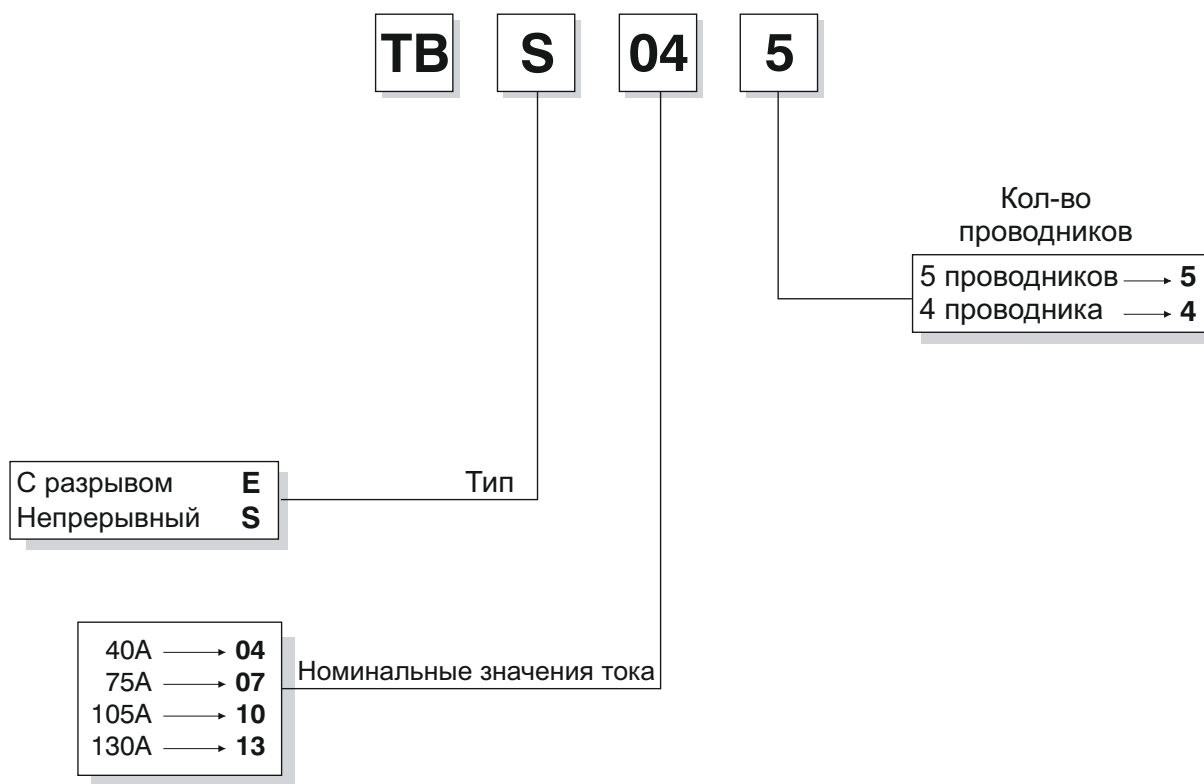 TB S 04 5
Кол-во
проводников
5 проводников → 5
4 проводника → 4
С разрывом E
Непрерывный S
Тип
40A → 04
75A → 07
105A → 10
130A → 13
Номинальные значения тока